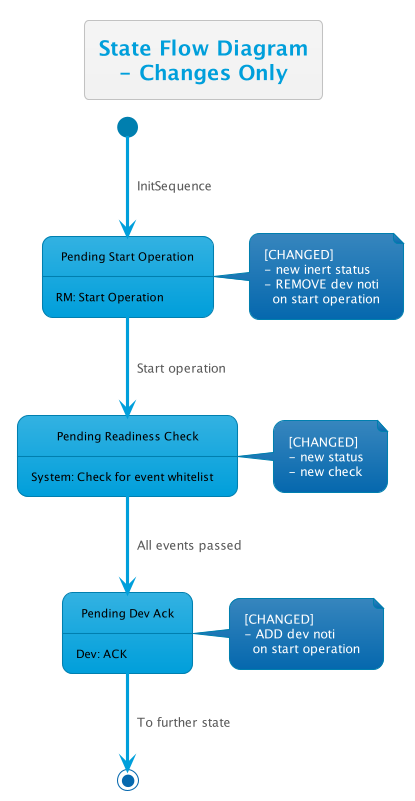 State Flow Diagram
- Changes Only
InitSequence
Pending Start Operation
RM: Start Operation
[CHANGED]
- new inert status
- REMOVE dev noti
on start operation
Start operation
Pending Readiness Check
System: Check for event whitelist
[CHANGED]
- new status
- new check
All events passed
Pending Dev Ack
Dev: ACK
[CHANGED]
- ADD dev noti
on start operation
To further state